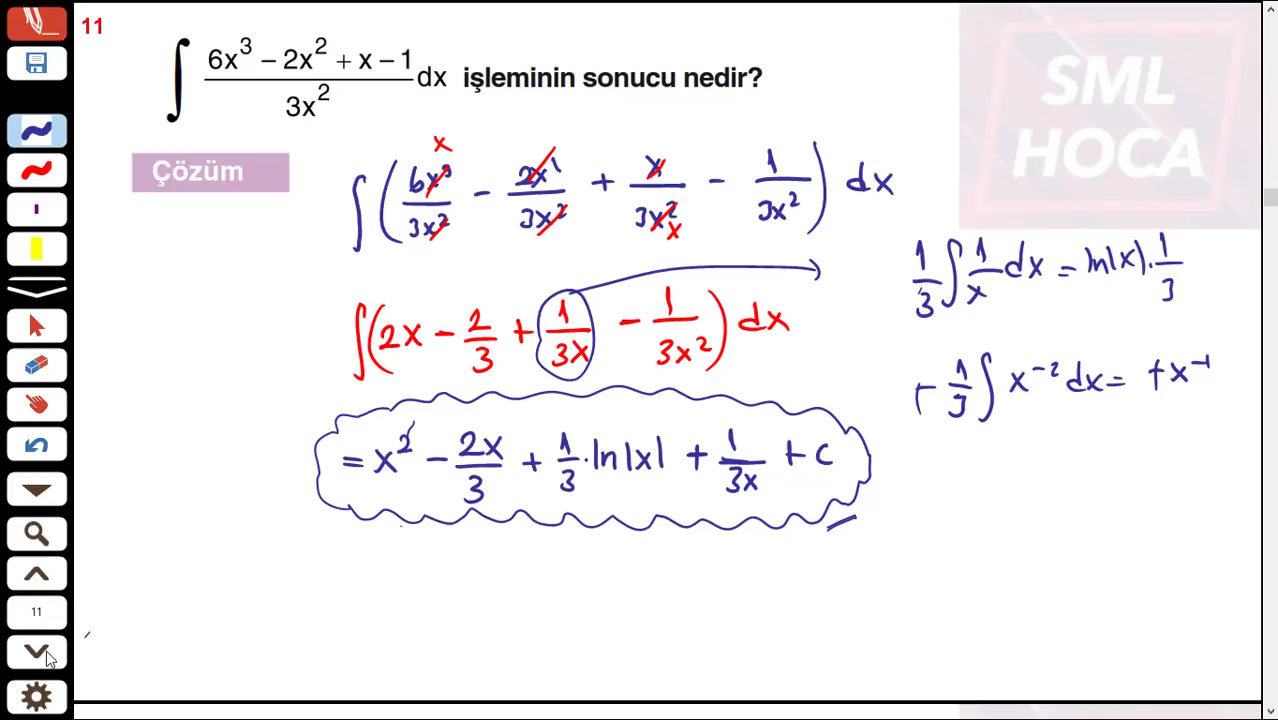 11
∫ (6x³ − 2x² + x − 1)/(3x²) dx işleminin sonucu nedir?
SML
HOCA
Çözüm
x
∫ (6x³/3x² − 2x²/3x² + x/3x² − 1/3x²) dx
x
∫ (2x − 2/3 + 1/3x − 1/3x²) dx
= x² − 2x/3 + 1/3 · ln|x| + 1/3x + c
1/3 ∫ 1/x dx = ln|x| · 1/3
− 1/3 ∫ x⁻² dx = + x⁻¹
11